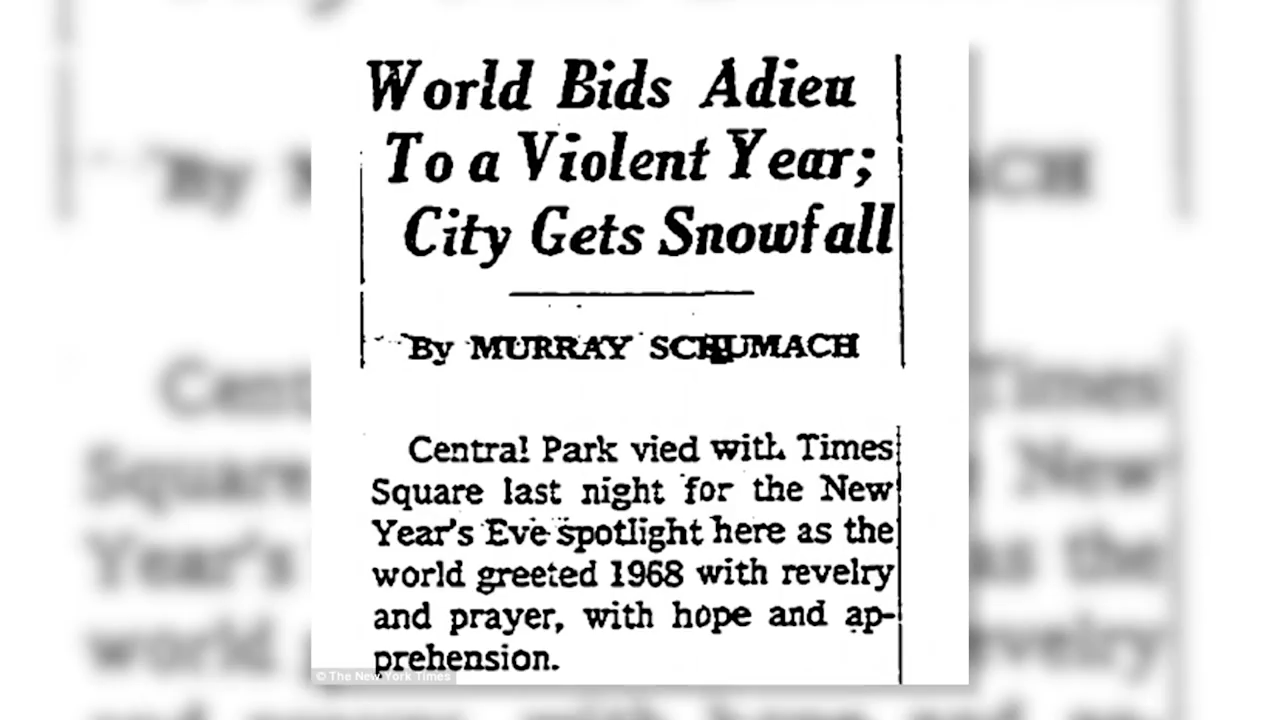 World Bids Adieu
To a Violent Year;
City Gets Snowfall
By MURRAY SCHUMACH
Central Park vied with Times
Square last night for the New
Year's Eve spotlight here as the
world greeted 1968 with revelry
and prayer, with hope and ap-
prehension.
© The New York Times